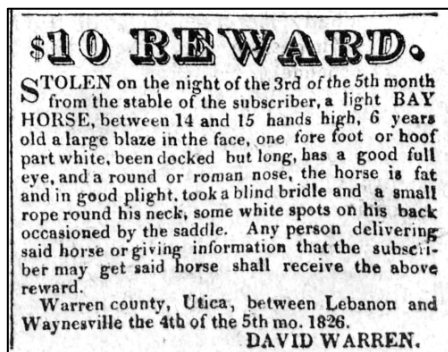 $10 REWARD.
STOLEN on the night of the 3rd of the 5th month
from the stable of the subscriber, a light BAY
HORSE, between 14 and 15 hands high, 6 years
old a large blaze in the face, one fore foot or hoof
part white, been docked but long, has a good full
eye, and a round or roman nose, the horse is fat
and in good plight, took a blind bridle and a small
rope round his neck, some white spots on his back
occasioned by the saddle. Any person delivering
said horse or giving information that the subscri-
ber may get said horse shall receive the above
reward.
Warren county, Utica, between Lebanon and
Waynesville the 4th of the 5th mo. 1826.
DAVID WARREN.